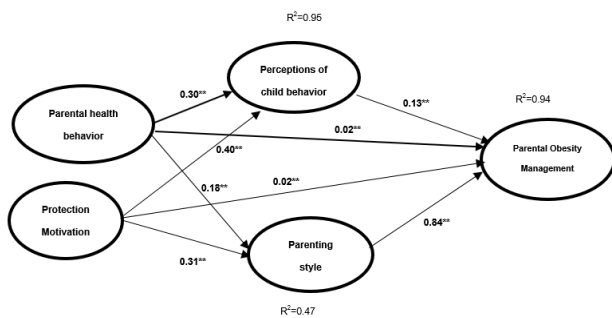 R²=0.95
Perceptions of
child behavior
R²=0.94
0.30**
0.13**
Parental health
behavior
0.02**
Parental Obesity
Management
0.40**
0.02**
0.18**
Protection
Motivation
0.84**
Parenting
style
0.31**
R²=0.47